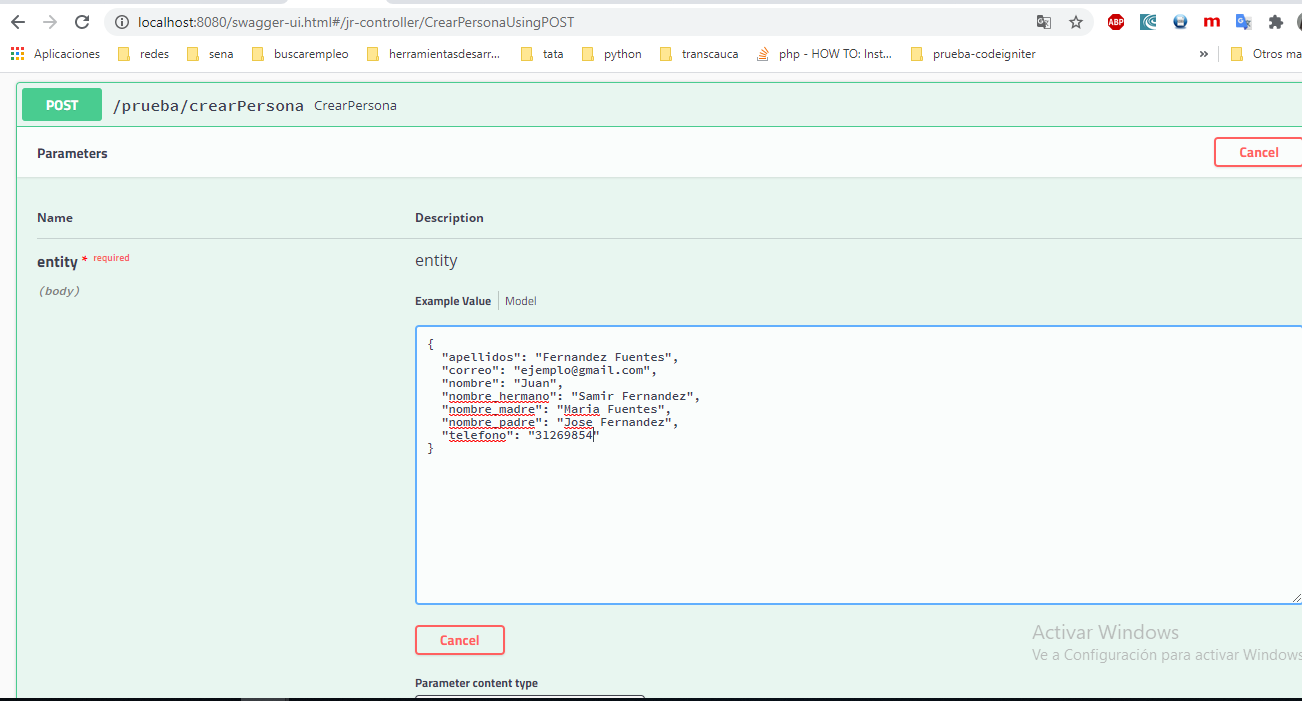 localhost:8080/swagger-ui.html#/jr-controller/CrearPersonaUsingPOST
ABP
m
Aplicaciones redes sena buscarempleo herramientasdesarr... tata python transcauca php - HOW TO: Inst... prueba-codeigniter » Otros ma
POST /prueba/crearPersona CrearPersona
Parameters Cancel
Name Description
entity * required entity
(body)
Example Value Model
{
"apellidos": "Fernandez Fuentes",
"correo": "ejemplo@gmail.com",
"nombre": "Juan",
"nombre_hermano": "Samir Fernandez",
"nombre_madre": "Maria Fuentes",
"nombre_padre": "Jose Fernandez",
"telefono": "31269854"
}
Cancel
Activar Windows
Ve a Configuración para activar Windows
Parameter content type